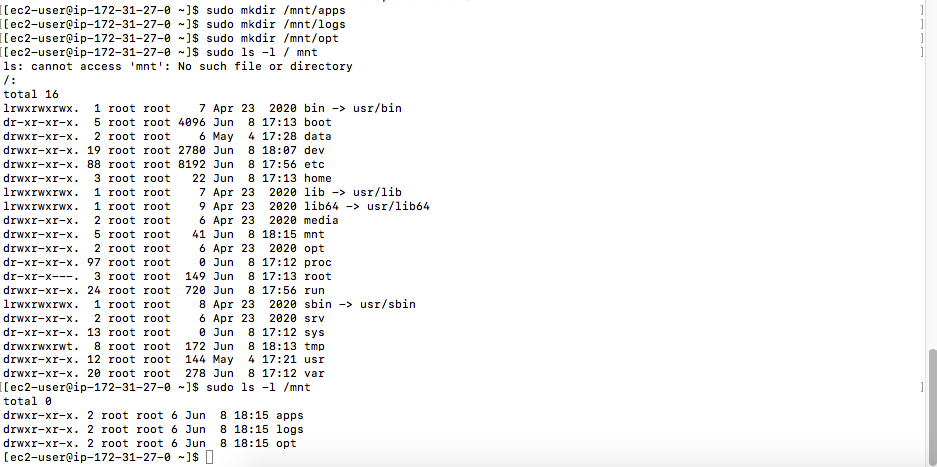 [[ec2-user@ip-172-31-27-0 ~]$ sudo mkdir /mnt/apps ]
[[ec2-user@ip-172-31-27-0 ~]$ sudo mkdir /mnt/logs ]
[[ec2-user@ip-172-31-27-0 ~]$ sudo mkdir /mnt/opt ]
[[ec2-user@ip-172-31-27-0 ~]$ sudo ls -l / mnt ]
ls: cannot access 'mnt': No such file or directory
/:
total 16
lrwxrwxrwx.  1 root root    7 Apr 23  2020 bin -> usr/bin
dr-xr-xr-x.  5 root root 4096 Jun  8 17:13 boot
drwxr-xr-x.  2 root root    6 May  4 17:28 data
drwxr-xr-x. 19 root root 2780 Jun  8 18:07 dev
drwxr-xr-x. 88 root root 8192 Jun  8 17:56 etc
drwxr-xr-x.  3 root root   22 Jun  8 17:13 home
lrwxrwxrwx.  1 root root    7 Apr 23  2020 lib -> usr/lib
lrwxrwxrwx.  1 root root    9 Apr 23  2020 lib64 -> usr/lib64
drwxr-xr-x.  2 root root    6 Apr 23  2020 media
drwxr-xr-x.  5 root root   41 Jun  8 18:15 mnt
drwxr-xr-x.  2 root root    6 Apr 23  2020 opt
dr-xr-xr-x. 97 root root    0 Jun  8 17:12 proc
dr-xr-x---.  3 root root  149 Jun  8 17:13 root
drwxr-xr-x. 24 root root  720 Jun  8 17:56 run
lrwxrwxrwx.  1 root root    8 Apr 23  2020 sbin -> usr/sbin
drwxr-xr-x.  2 root root    6 Apr 23  2020 srv
dr-xr-xr-x. 13 root root    0 Jun  8 17:12 sys
drwxrwxrwt.  8 root root  172 Jun  8 18:13 tmp
drwxr-xr-x. 12 root root  144 May  4 17:21 usr
drwxr-xr-x. 20 root root  278 Jun  8 17:12 var
[[ec2-user@ip-172-31-27-0 ~]$ sudo ls -l /mnt ]
total 0
drwxr-xr-x. 2 root root 6 Jun  8 18:15 apps
drwxr-xr-x. 2 root root 6 Jun  8 18:15 logs
drwxr-xr-x. 2 root root 6 Jun  8 18:15 opt
[ec2-user@ip-172-31-27-0 ~]$